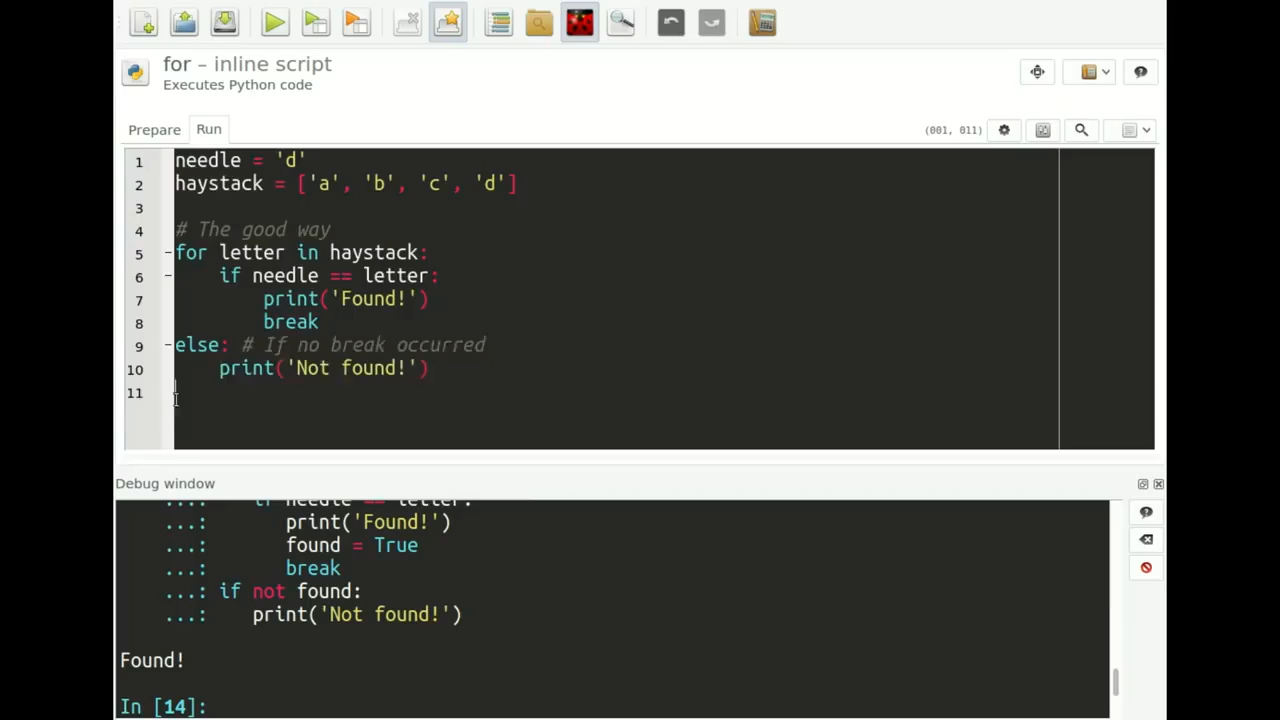 for – inline script
Executes Python code
Prepare Run (001, 011)
1 needle = 'd'
2 haystack = ['a', 'b', 'c', 'd']
3
4 # The good way
5 for letter in haystack:
6 if needle == letter:
7 print('Found!')
8 break
9 else: # If no break occurred
10 print('Not found!')
11
Debug window
...: if needle == letter:
...: print('Found!')
...: found = True
...: break
...: if not found:
...: print('Not found!')
Found!
In [14]: